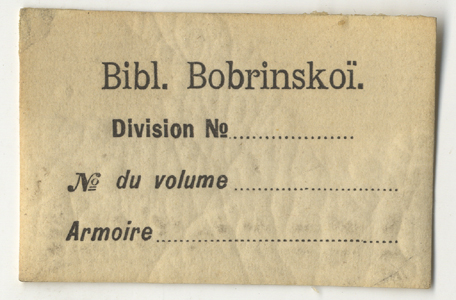 Bibl. Bobrinskoï.
Division №....................
№ du volume....................
Armoire..............................